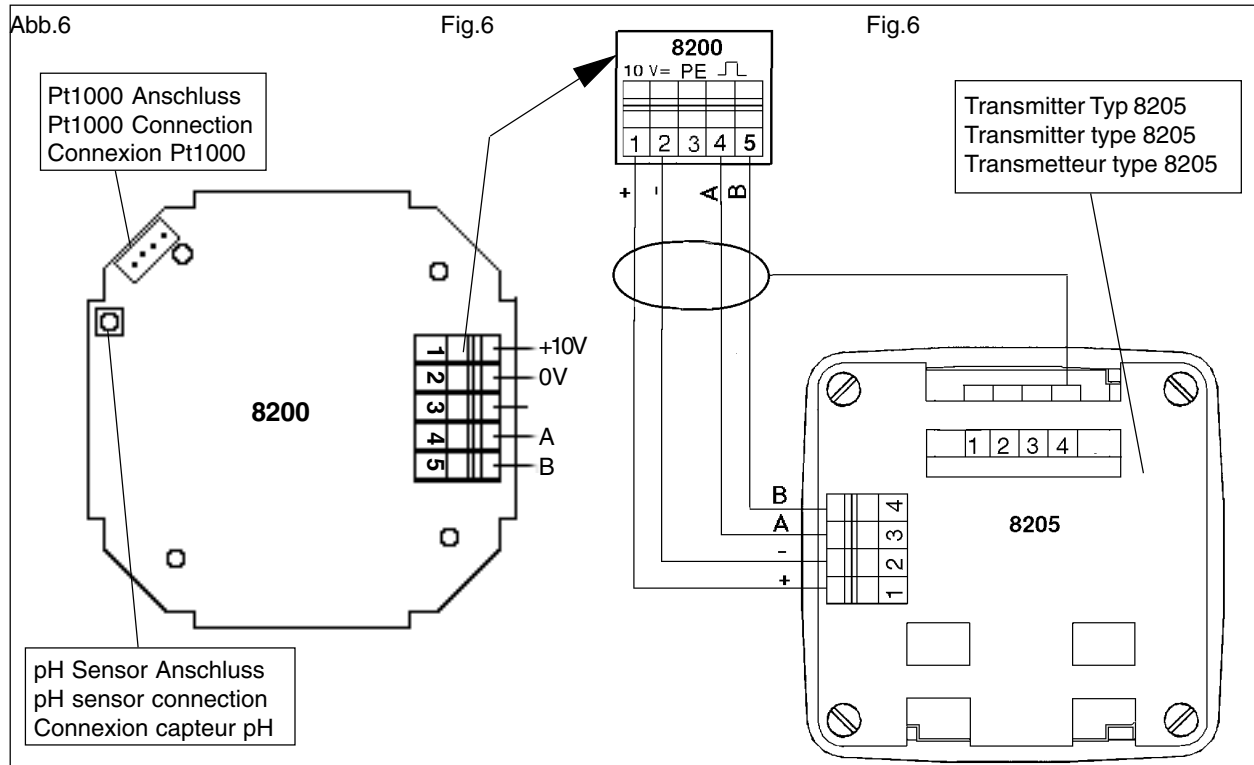 Abb.6 Fig.6 Fig.6
8200
10 V= PE
1 2 3 4 5
+ - A B
Pt1000 Anschluss
Pt1000 Connection
Connexion Pt1000
Transmitter Typ 8205
Transmitter type 8205
Transmetteur type 8205
8200
1 +10V
2 0V
3
4 A
5 B
1 2 3 4
8205
B 4
A 3
- 2
+ 1
pH Sensor Anschluss
pH sensor connection
Connexion capteur pH